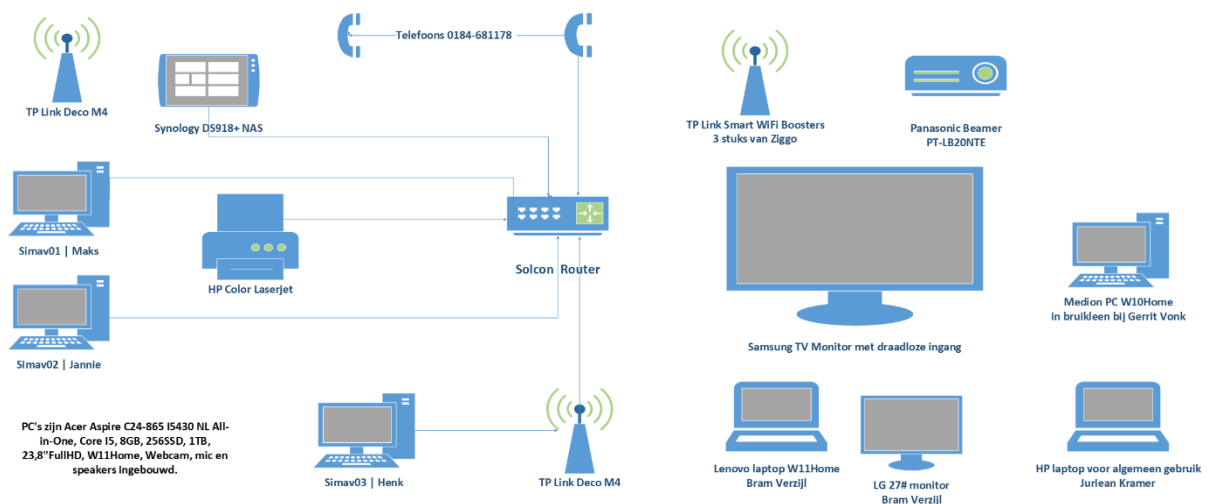 Telefoons 0184-681178
TP Link Deco M4
Synology DS918+ NAS
Simav01 | Maks
HP Color Laserjet
Solcon Router
Simav02 | Jannie
PC's zijn Acer Aspire C24-865 I5430 NL All-
in-One, Core I5, 8GB, 256SSD, 1TB,
23,8"FullHD, W11Home, Webcam, mic en
speakers ingebouwd.
Simav03 | Henk
TP Link Deco M4
TP Link Smart WiFi Boosters
3 stuks van Ziggo
Panasonic Beamer
PT-LB20NTE
Samsung TV Monitor met draadloze ingang
Medion PC W10Home
in bruikleen bij Gerrit Vonk
Lenovo laptop W11Home
Bram Verzijl
LG 27# monitor
Bram Verzijl
HP laptop voor algemeen gebruik
Juriean Kramer